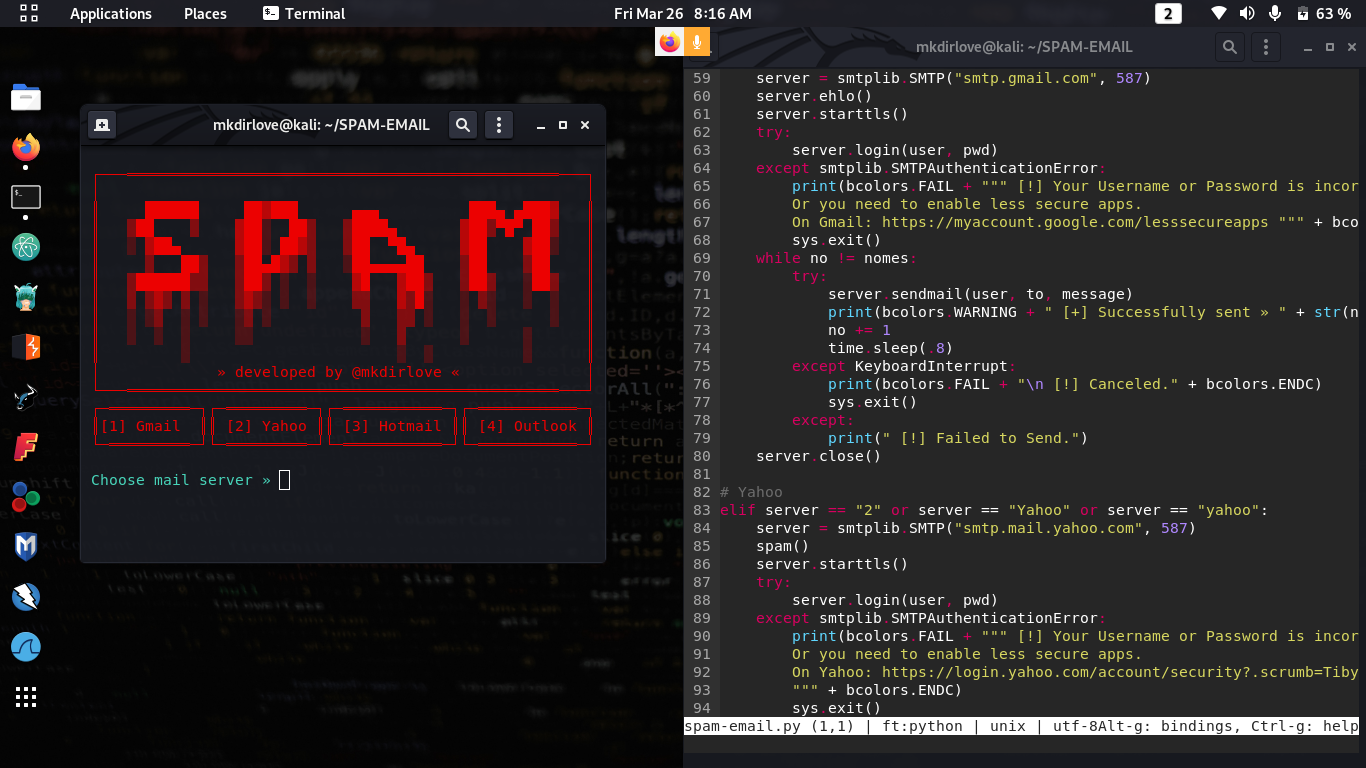 Applications Places Terminal Fri Mar 26 8:16 AM 2 63 %
mkdirlove@kali: ~/SPAM-EMAIL
SPAM
» developed by @mkdirlove «
[1] Gmail [2] Yahoo [3] Hotmail [4] Outlook
Choose mail server »
mkdirlove@kali: ~/SPAM-EMAIL
59     server = smtplib.SMTP("smtp.gmail.com", 587)
60     server.ehlo()
61     server.starttls()
62     try:
63         server.login(user, pwd)
64     except smtplib.SMTPAuthenticationError:
65         print(bcolors.FAIL + """ [!] Your Username or Password is incor
66         Or you need to enable less secure apps.
67         On Gmail: https://myaccount.google.com/lesssecureapps """ + bco
68         sys.exit()
69     while no != nomes:
70         try:
71             server.sendmail(user, to, message)
72             print(bcolors.WARNING + " [+] Successfully sent » " + str(n
73             no += 1
74             time.sleep(.8)
75         except KeyboardInterrupt:
76             print(bcolors.FAIL + "\n [!] Canceled." + bcolors.ENDC)
77             sys.exit()
78         except:
79             print(" [!] Failed to Send.")
80     server.close()
81
82 # Yahoo
83 elif server == "2" or server == "Yahoo" or server == "yahoo":
84     server = smtplib.SMTP("smtp.mail.yahoo.com", 587)
85     spam()
86     server.starttls()
87     try:
88         server.login(user, pwd)
89     except smtplib.SMTPAuthenticationError:
90         print(bcolors.FAIL + """ [!] Your Username or Password is incor
91         Or you need to enable less secure apps.
92         On Yahoo: https://login.yahoo.com/account/security?.scrumb=Tiby
93         """ + bcolors.ENDC)
94         sys.exit()
spam-email.py (1,1) | ft:python | unix | utf-8Alt-g: bindings, Ctrl-g: help